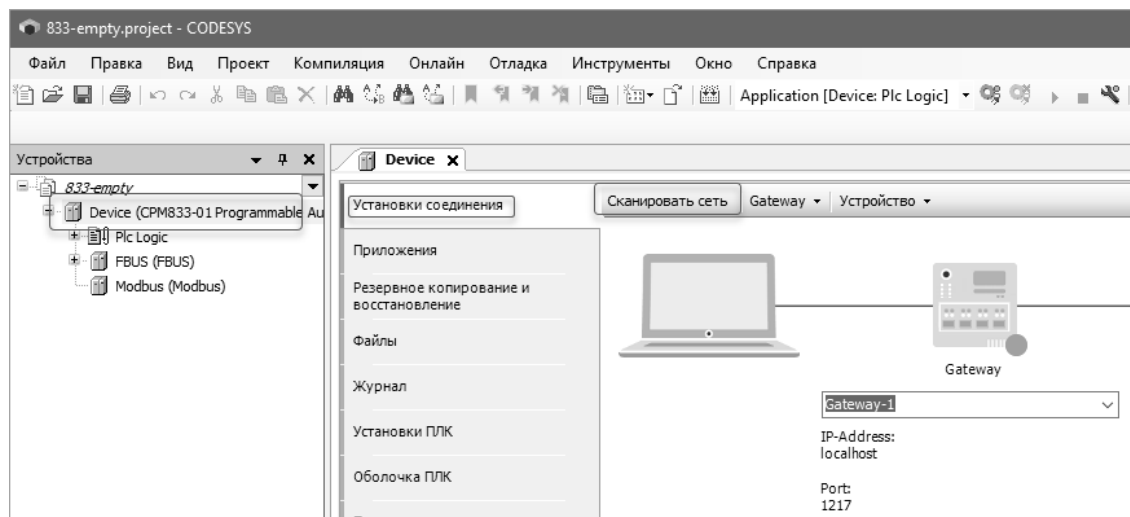 833-empty.project - CODESYS
Файл Правка Вид Проект Компиляция Онлайн Отладка Инструменты Окно Справка
Application [Device: Plc Logic]
Устройства
Device
833-empty
Device (CPM833-01 Programmable Au
Plc Logic
FBUS (FBUS)
Modbus (Modbus)
Установки соединения
Приложения
Резервное копирование и
восстановление
Файлы
Журнал
Установки ПЛК
Оболочка ПЛК
Сканировать сеть Gateway Устройство
Gateway
Gateway-1
IP-Address:
localhost
Port:
1217